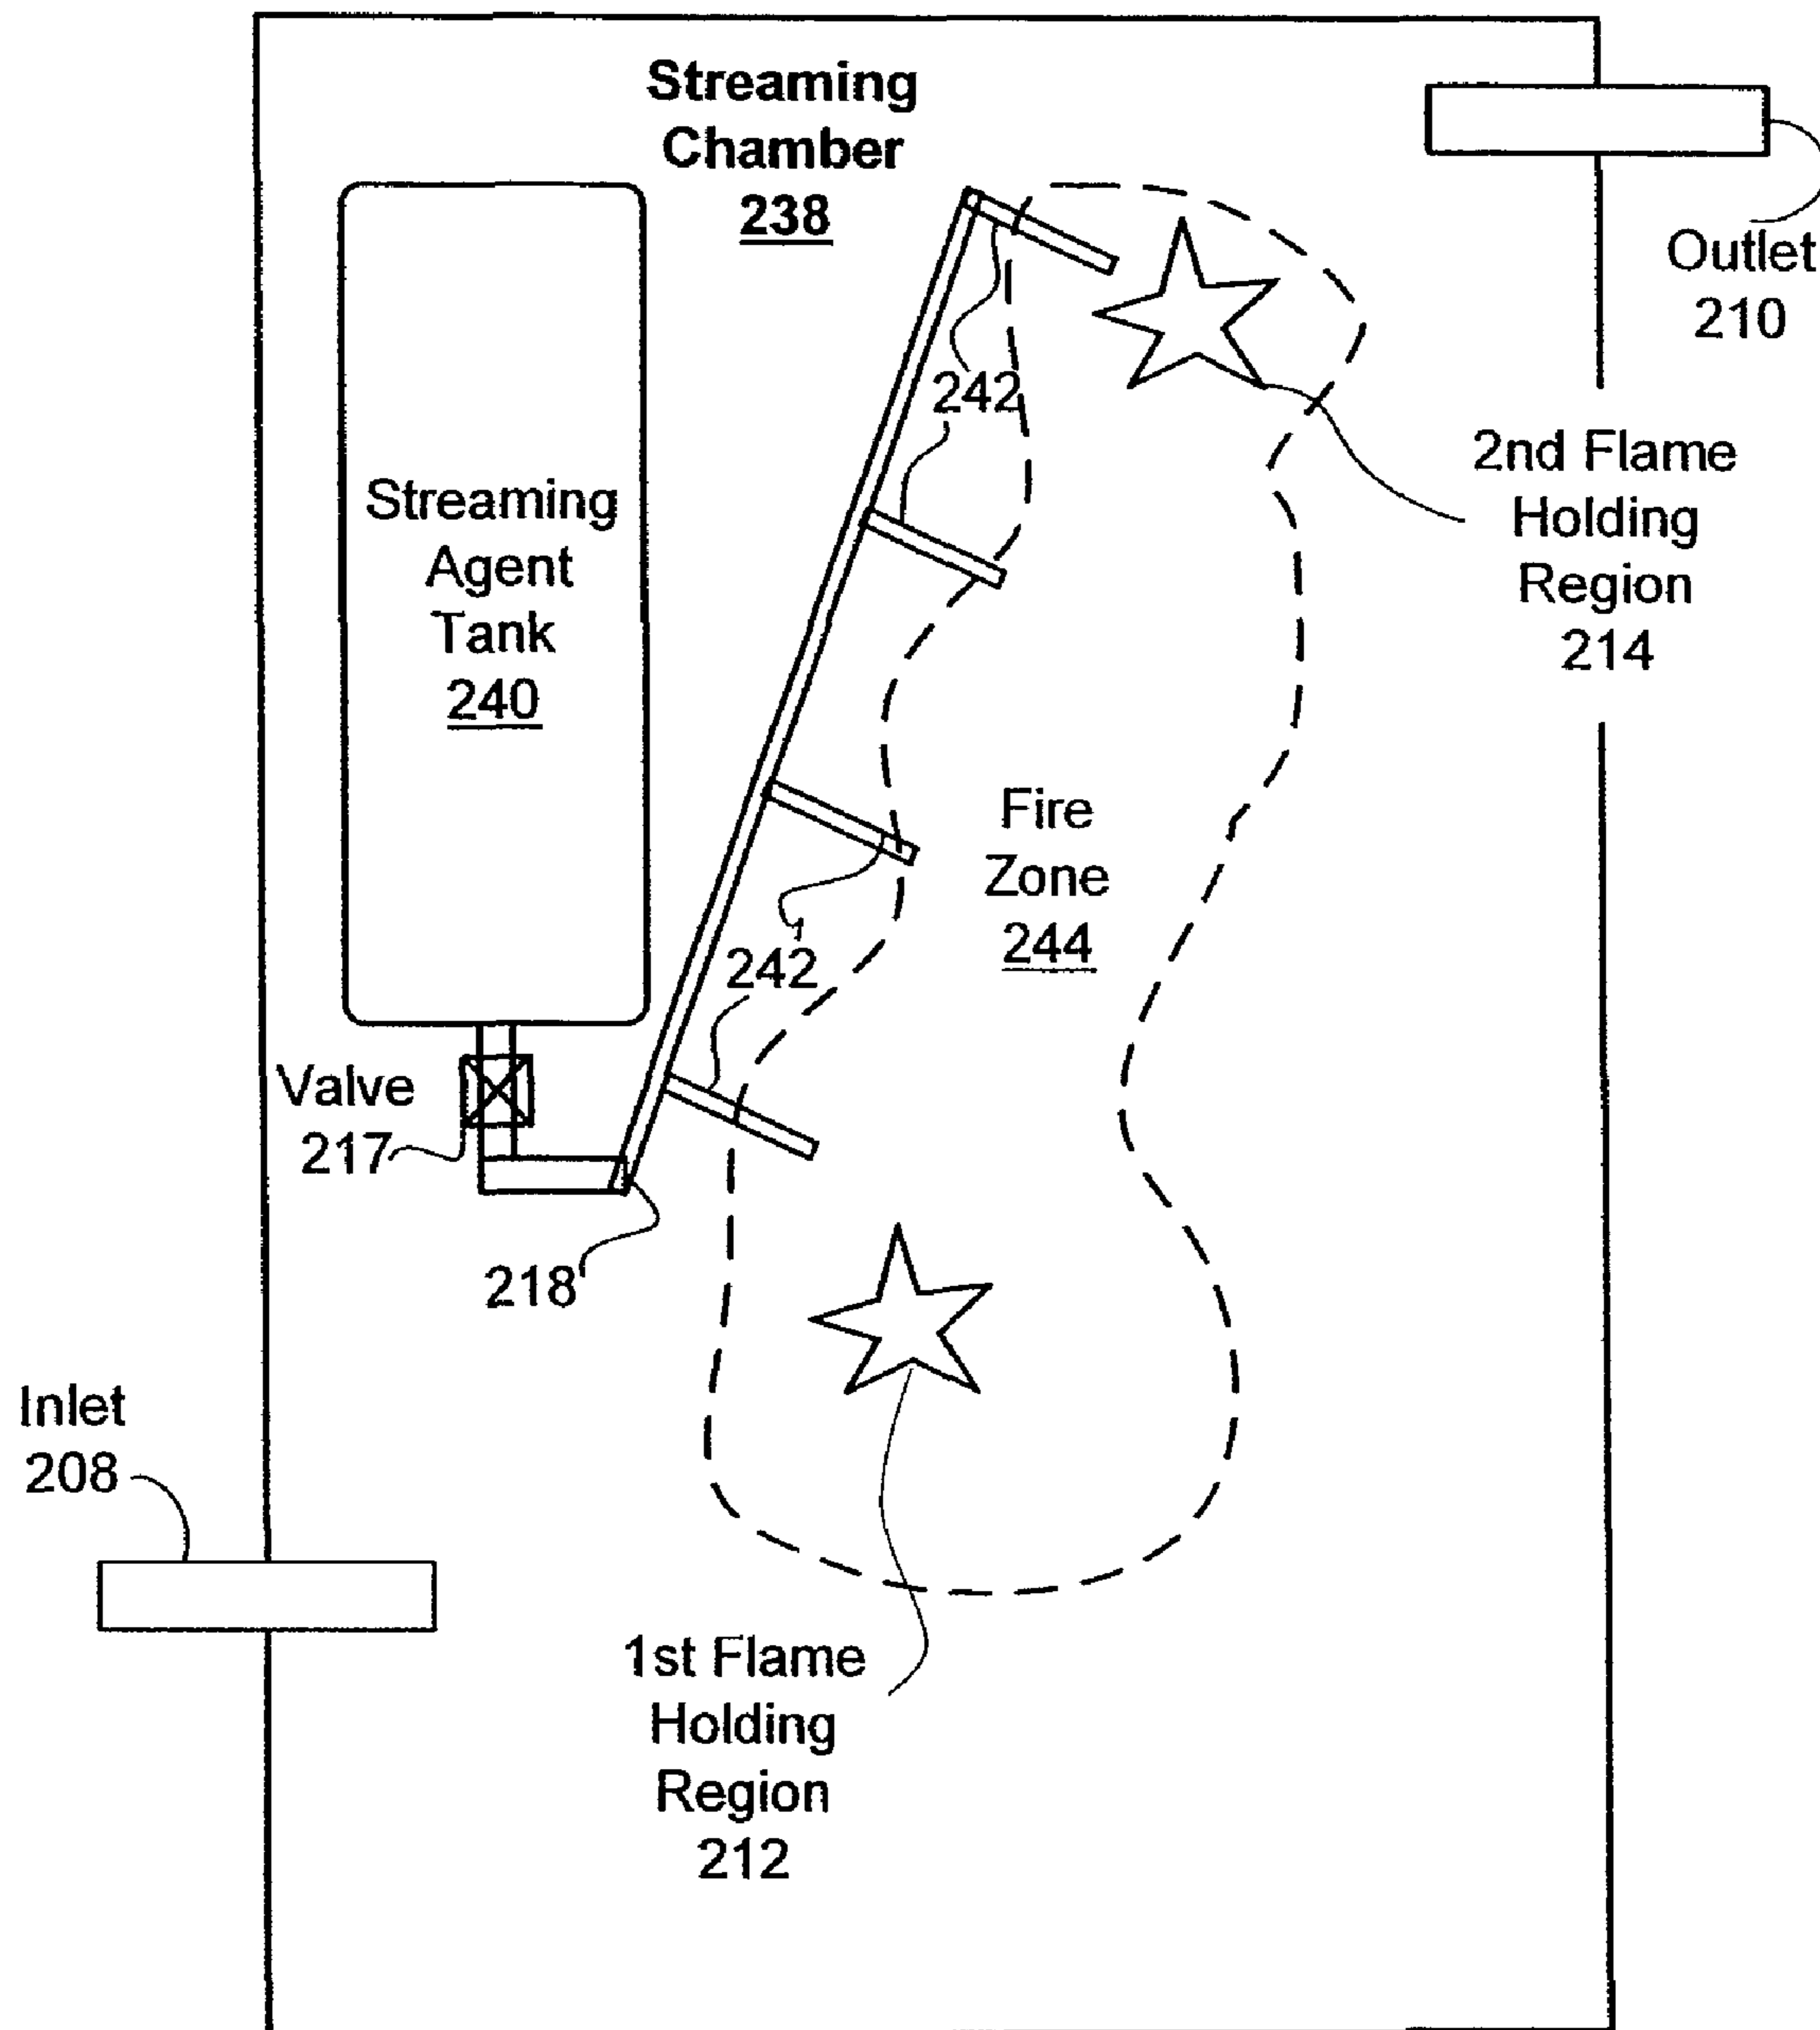 Streaming
Chamber
238
Outlet
210
242
2nd Flame
Holding
Region
214
Streaming
Agent
Tank
240
Fire
Zone
244
242
Valve
217
218
Inlet
208
1st Flame
Holding
Region
212